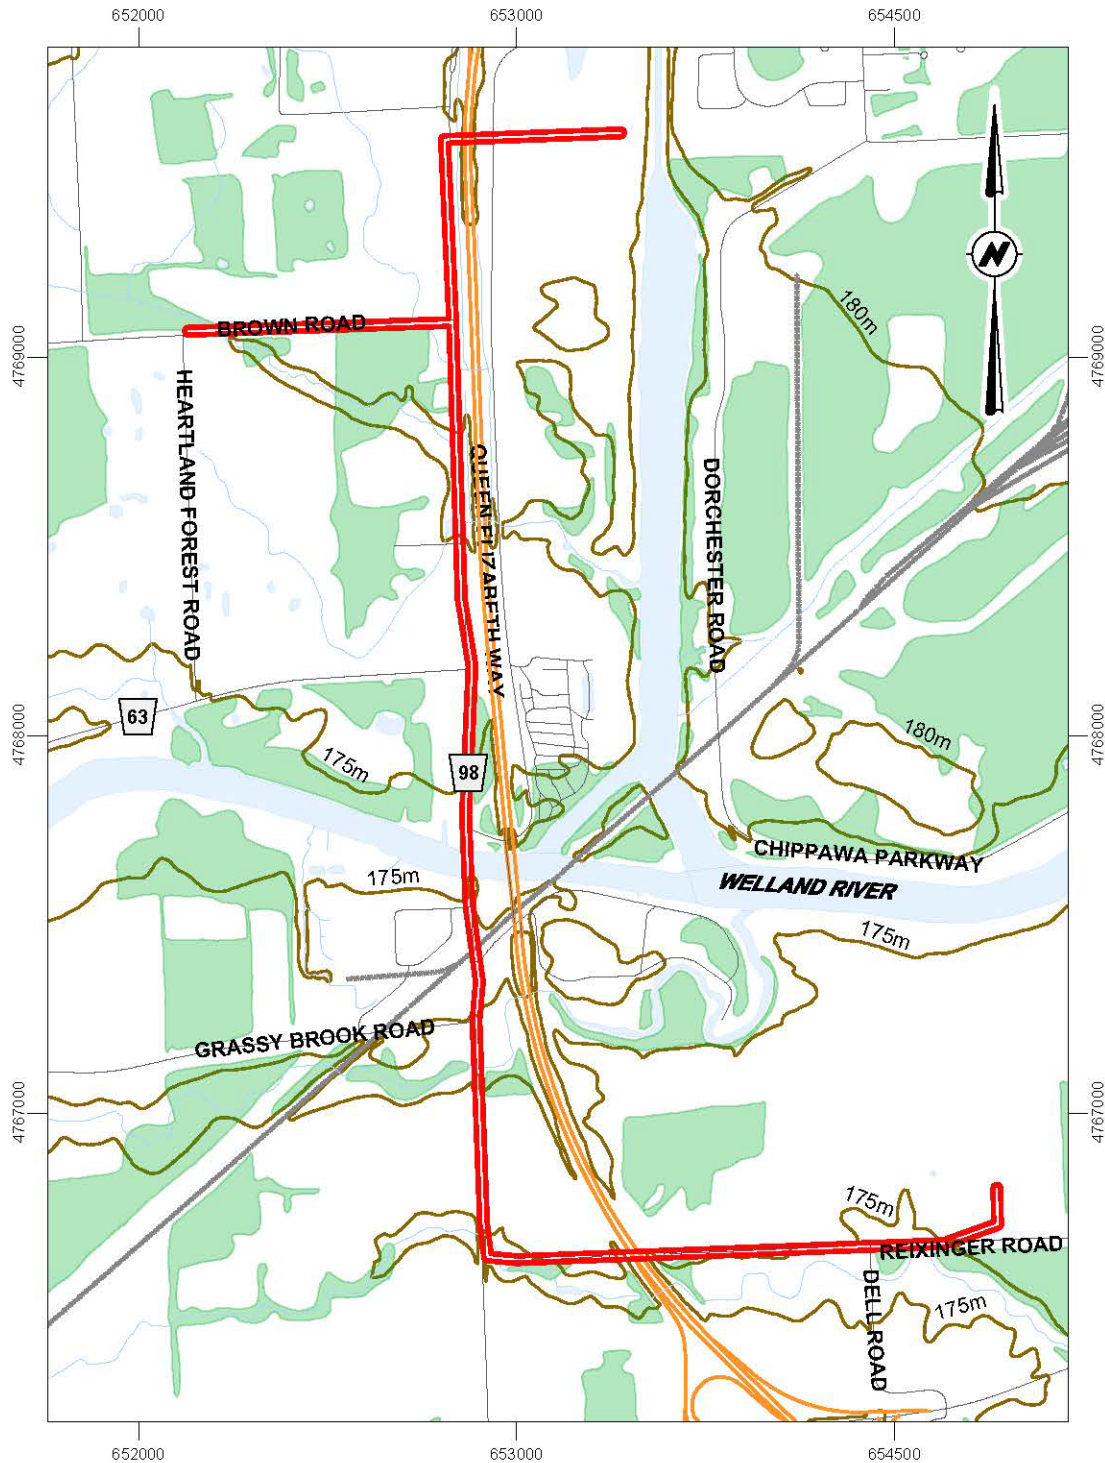 652000 653000 654500
180m
BROWN ROAD
4769000 4769000
HEARTLAND FOREST ROAD
QUEEN ELIZABETH WAY
DORCHESTER ROAD
N
63
180m
4768000 4768000
175m
98
CHIPPAWA PARKWAY
175m
WELLAND RIVER
175m
GRASSY BROOK ROAD
4767000 4767000
175m
REIXINGER ROAD
DELL ROAD
175m
652000 653000 654500